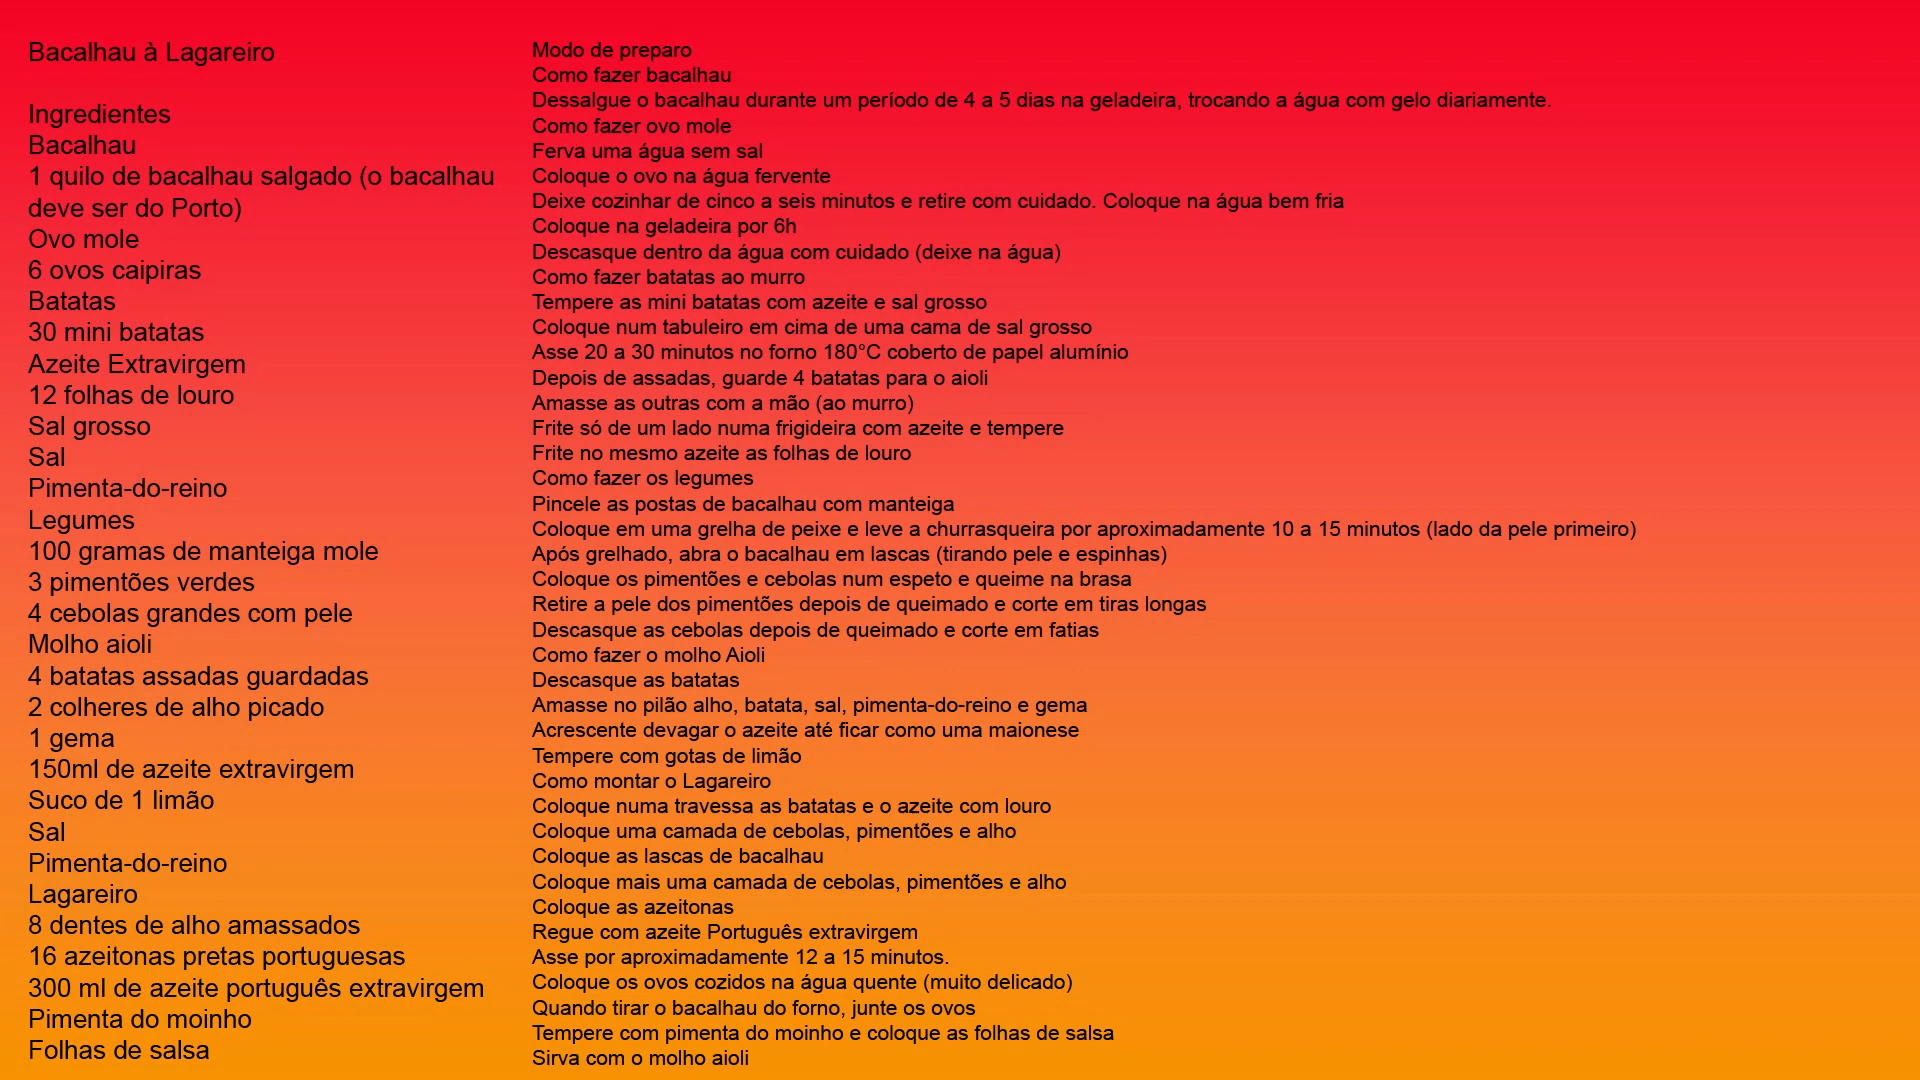 Bacalhau à Lagareiro
Ingredientes
Bacalhau
1 quilo de bacalhau salgado (o bacalhau
deve ser do Porto)
Ovo mole
6 ovos caipiras
Batatas
30 mini batatas
Azeite Extravirgem
12 folhas de louro
Sal grosso
Sal
Pimenta-do-reino
Legumes
100 gramas de manteiga mole
3 pimentões verdes
4 cebolas grandes com pele
Molho aioli
4 batatas assadas guardadas
2 colheres de alho picado
1 gema
150ml de azeite extravirgem
Suco de 1 limão
Sal
Pimenta-do-reino
Lagareiro
8 dentes de alho amassados
16 azeitonas pretas portuguesas
300 ml de azeite português extravirgem
Pimenta do moinho
Folhas de salsa
Modo de preparo
Como fazer bacalhau
Dessalgue o bacalhau durante um período de 4 a 5 dias na geladeira, trocando a água com gelo diariamente.
Como fazer ovo mole
Ferva uma água sem sal
Coloque o ovo na água fervente
Deixe cozinhar de cinco a seis minutos e retire com cuidado. Coloque na água bem fria
Coloque na geladeira por 6h
Descasque dentro da água com cuidado (deixe na água)
Como fazer batatas ao murro
Tempere as mini batatas com azeite e sal grosso
Coloque num tabuleiro em cima de uma cama de sal grosso
Asse 20 a 30 minutos no forno 180°C coberto de papel alumínio
Depois de assadas, guarde 4 batatas para o aioli
Amasse as outras com a mão (ao murro)
Frite só de um lado numa frigideira com azeite e tempere
Frite no mesmo azeite as folhas de louro
Como fazer os legumes
Pincele as postas de bacalhau com manteiga
Coloque em uma grelha de peixe e leve a churrasqueira por aproximadamente 10 a 15 minutos (lado da pele primeiro)
Após grelhado, abra o bacalhau em lascas (tirando pele e espinhas)
Coloque os pimentões e cebolas num espeto e queime na brasa
Retire a pele dos pimentões depois de queimado e corte em tiras longas
Descasque as cebolas depois de queimado e corte em fatias
Como fazer o molho Aioli
Descasque as batatas
Amasse no pilão alho, batata, sal, pimenta-do-reino e gema
Acrescente devagar o azeite até ficar como uma maionese
Tempere com gotas de limão
Como montar o Lagareiro
Coloque numa travessa as batatas e o azeite com louro
Coloque uma camada de cebolas, pimentões e alho
Coloque as lascas de bacalhau
Coloque mais uma camada de cebolas, pimentões e alho
Coloque as azeitonas
Regue com azeite Português extravirgem
Asse por aproximadamente 12 a 15 minutos.
Coloque os ovos cozidos na água quente (muito delicado)
Quando tirar o bacalhau do forno, junte os ovos
Tempere com pimenta do moinho e coloque as folhas de salsa
Sirva com o molho aioli